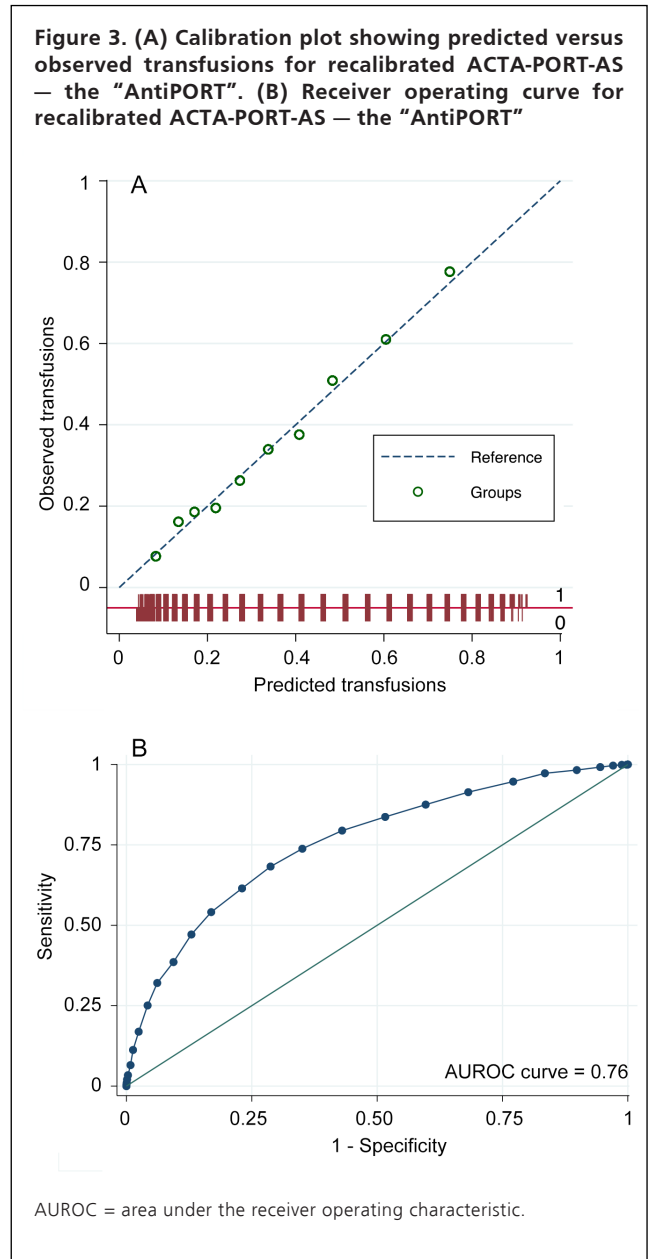 Figure 3. (A) Calibration plot showing predicted versus
observed transfusions for recalibrated ACTA-PORT-AS
— the “AntiPORT”. (B) Receiver operating curve for
recalibrated ACTA-PORT-AS — the “AntiPORT”
A
1
0.8
0.6
0.4
0.2
0
Observed transfusions
Reference
Groups
1
0
0 0.2 0.4 0.6 0.8 1
Predicted transfusions
B
1
0.75
0.50
0.25
0
Sensitivity
AUROC curve = 0.76
0 0.25 0.50 0.75 1
1 - Specificity
AUROC = area under the receiver operating characteristic.